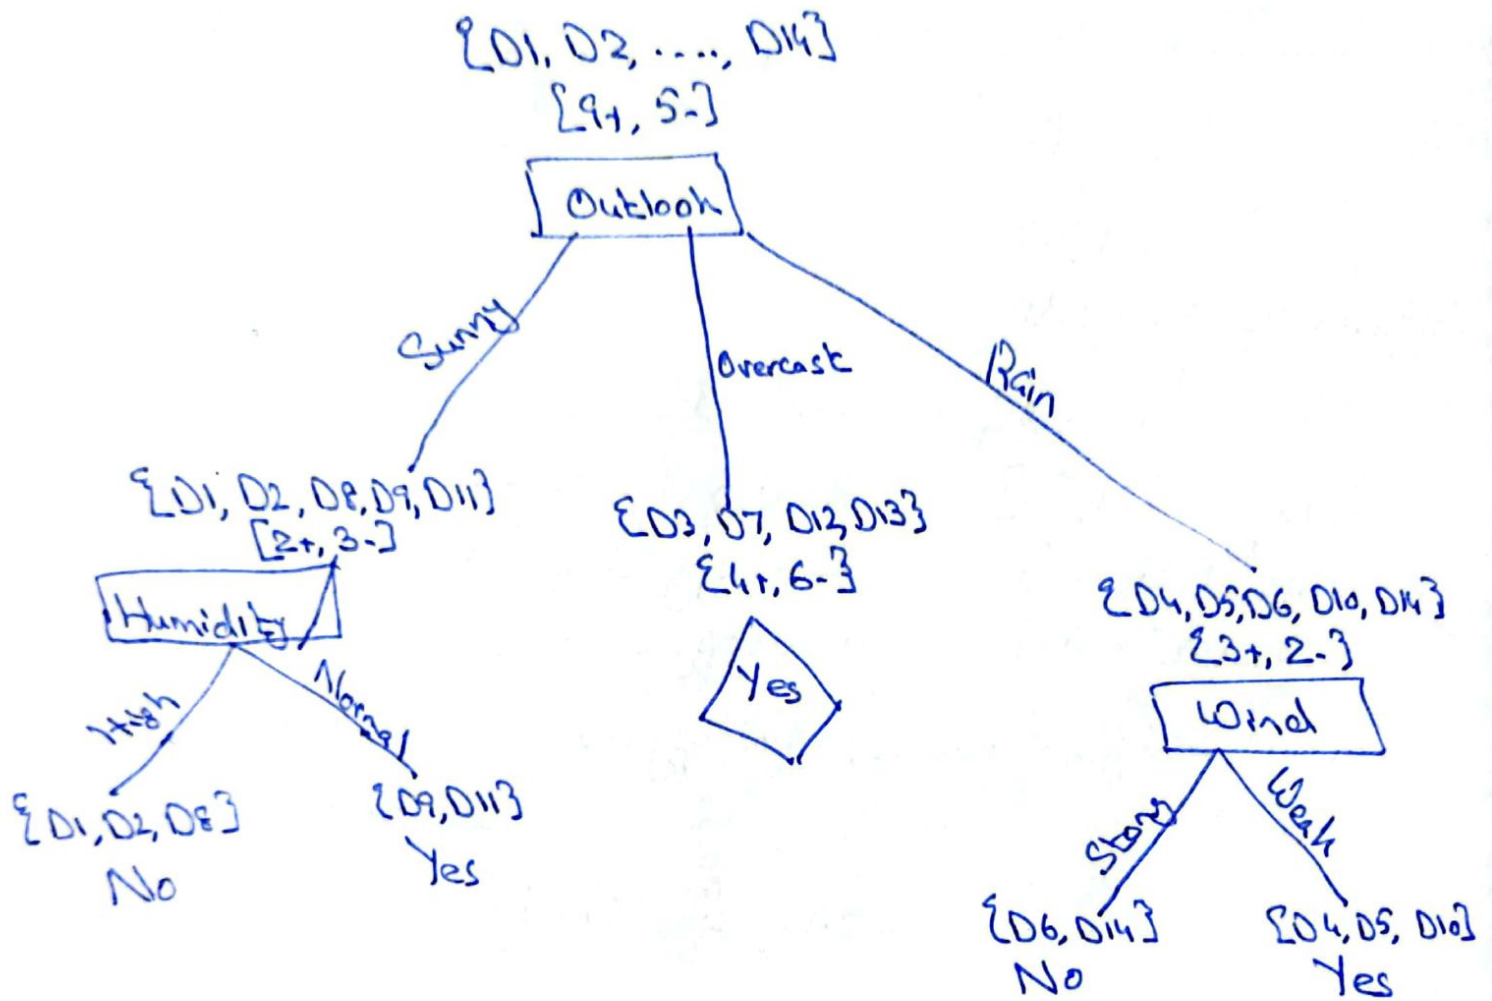 {D1, D2, ...., D14}
[9+, 5-]
Outlook
Sunny
Overcast
Rain
{D1, D2, D8, D9, D11}
[2+, 3-]
{D3, D7, D12, D13}
{4+, 6-}
{D4, D5, D6, D10, D14}
{3+, 2-}
Humidity
Yes
Wind
High
Normal
Strong
Weak
{D1, D2, D8}
No
{D9, D11}
Yes
{D6, D14}
No
{D4, D5, D10}
Yes